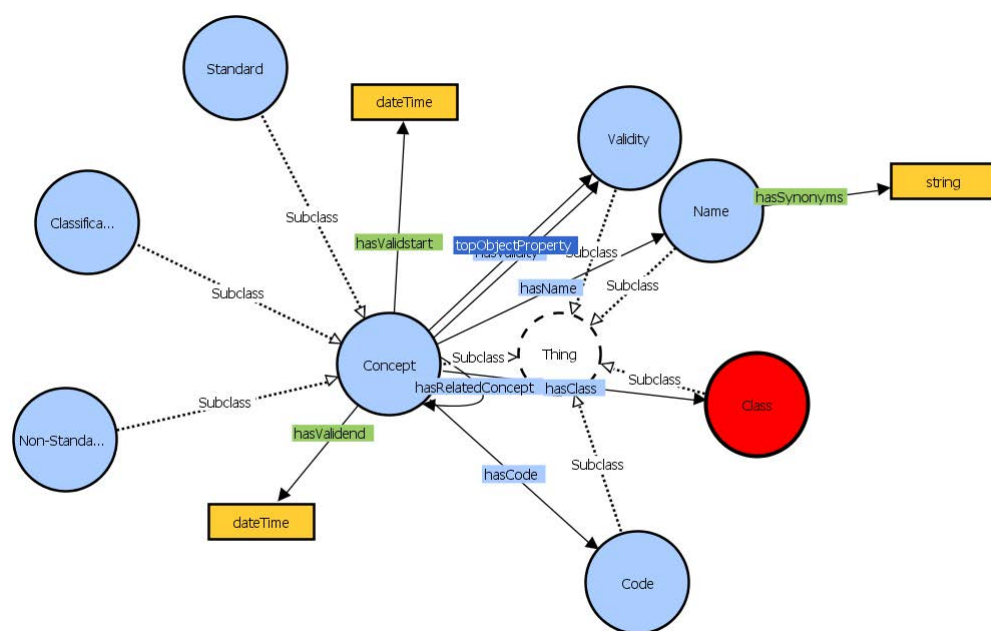 Standard
dateTime
Validity
string
hasSynonyms
Name
Subclass
Classifica...
hasValidstart
topObjectProperty
hasValidity
Subclass
hasName
Subclass
Subclass
Subclass
Thing
Concept
Subclass
hasRelatedConcept
hasClass
Class
Subclass
hasValidend
Non-Standa...
Subclass
hasCode
dateTime
Code